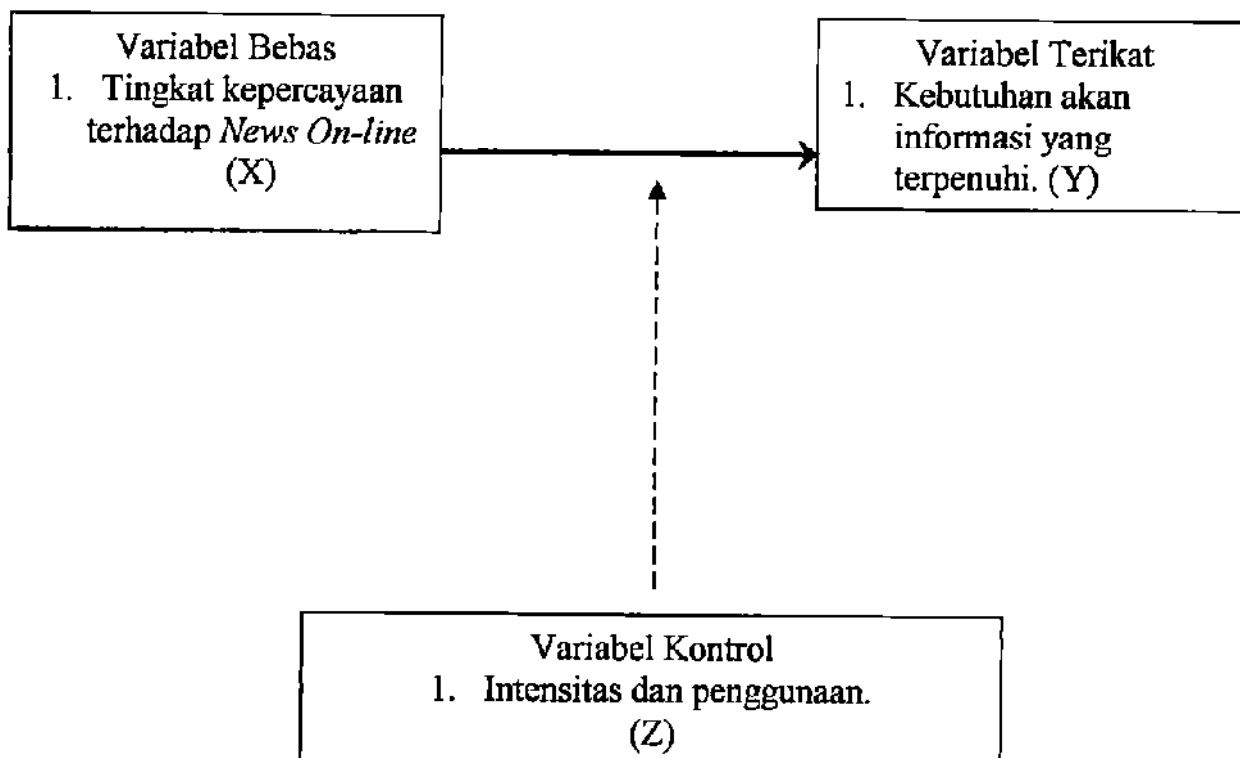 Variabel Bebas
1. Tingkat kepercayaan
terhadap News On-line
(X)
Variabel Terikat
1. Kebutuhan akan
informasi yang
terpenuhi. (Y)
Variabel Kontrol
1. Intensitas dan penggunaan.
(Z)